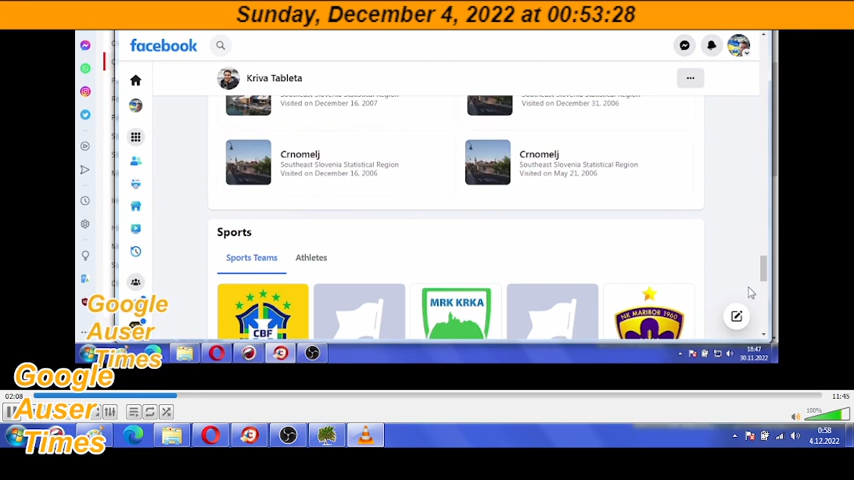 Sunday, December 4, 2022 at 00:53:28
facebook
Kriva Tableta
Southeast Slovenia Statistical Region
Visited on December 16, 2007
Southeast Slovenia Statistical Region
Visited on December 31, 2006
Crnomelj
Southeast Slovenia Statistical Region
Visited on December 16, 2006
Crnomelj
Southeast Slovenia Statistical Region
Visited on May 21, 2006
Sports
Sports Teams
Athletes
CBF
MRK KRKA
NK MARIBOR 1960
Google
Auser
Times
18:47
30.11.2022
Google
Auser
Times
02:08
11:45
100%
0:58
4.12.2022